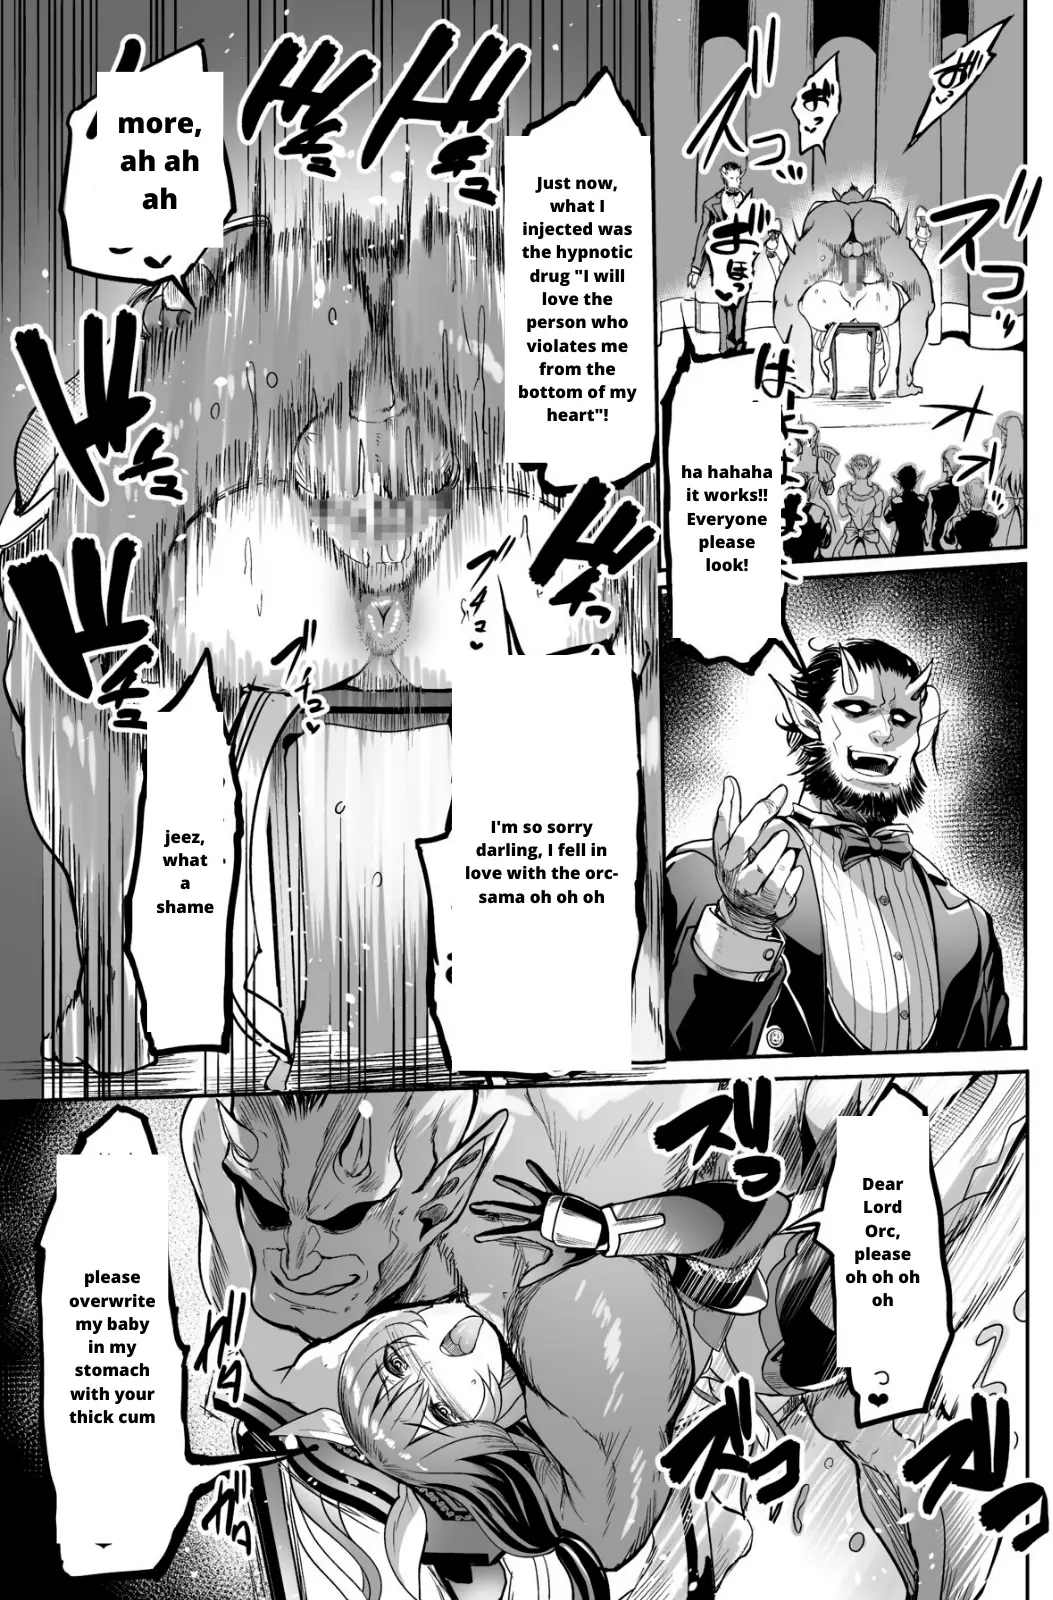 ha hahaha
it works!!
Everyone
please
look!
Just now,
what I
injected was
the hypnotic
drug "I will
love the
person who
violates me
from the
bottom of my
heart"!
more,
ah ah
ah
I'm so sorry
darling, I fell in
love with the orc-
sama oh oh oh
jeez,
what
a
shame
Dear
Lord
Orc,
please
oh oh oh
oh
please
overwrite
my baby
in my
stomach
with your
thick cum